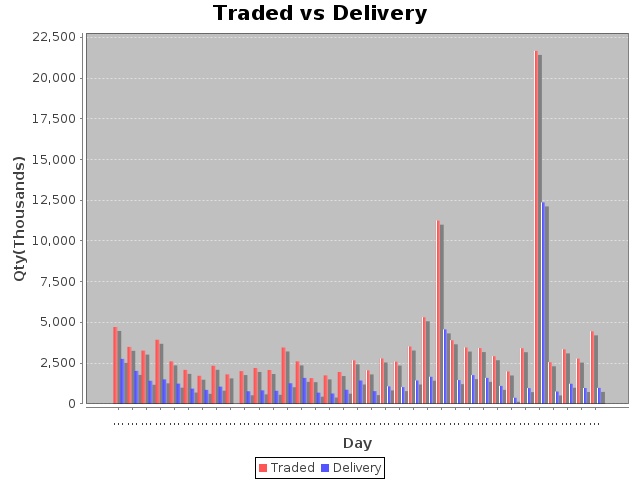 Traded vs Delivery
22,500
20,000
17,500
15,000
12,500
10,000
7,500
5,000
2,500
0
Qty(Thousands)
Day
Traded Delivery